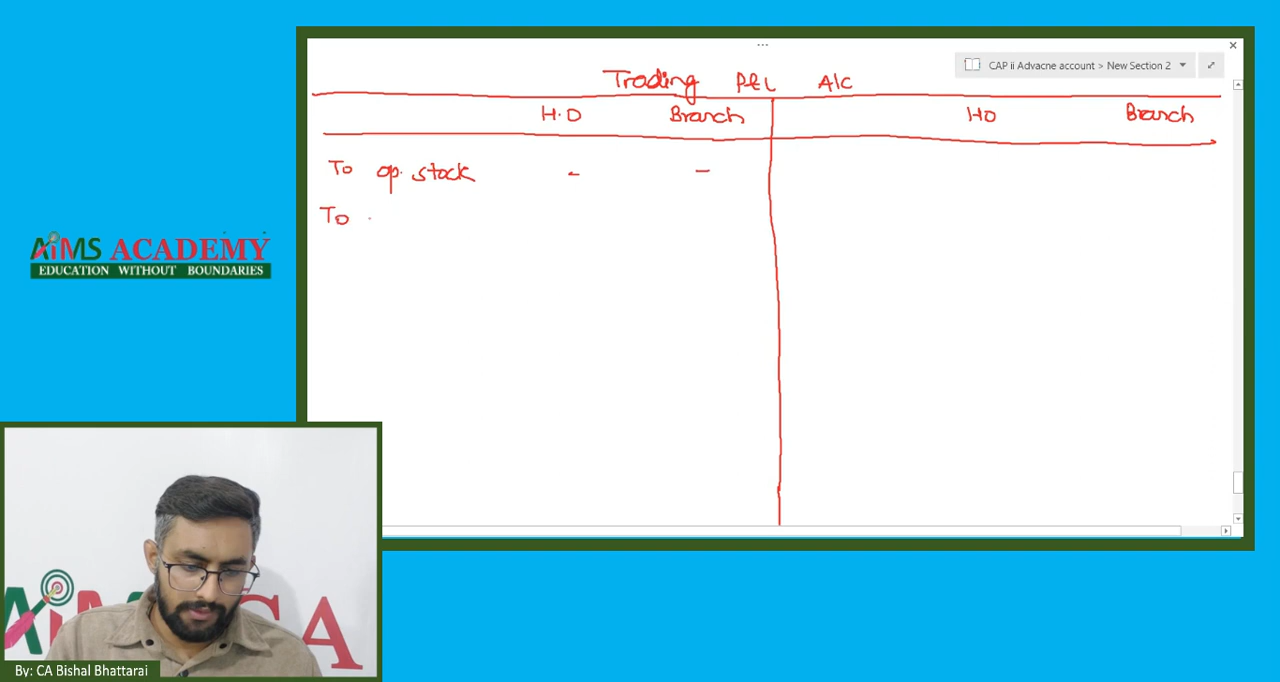 CAP ii Advacne account > New Section 2
Trading P&L A/C
H.O Branch HO Branch
To op. stock - -
To
AiMS ACADEMY
EDUCATION WITHOUT BOUNDARIES
By: CA Bishal Bhattarai